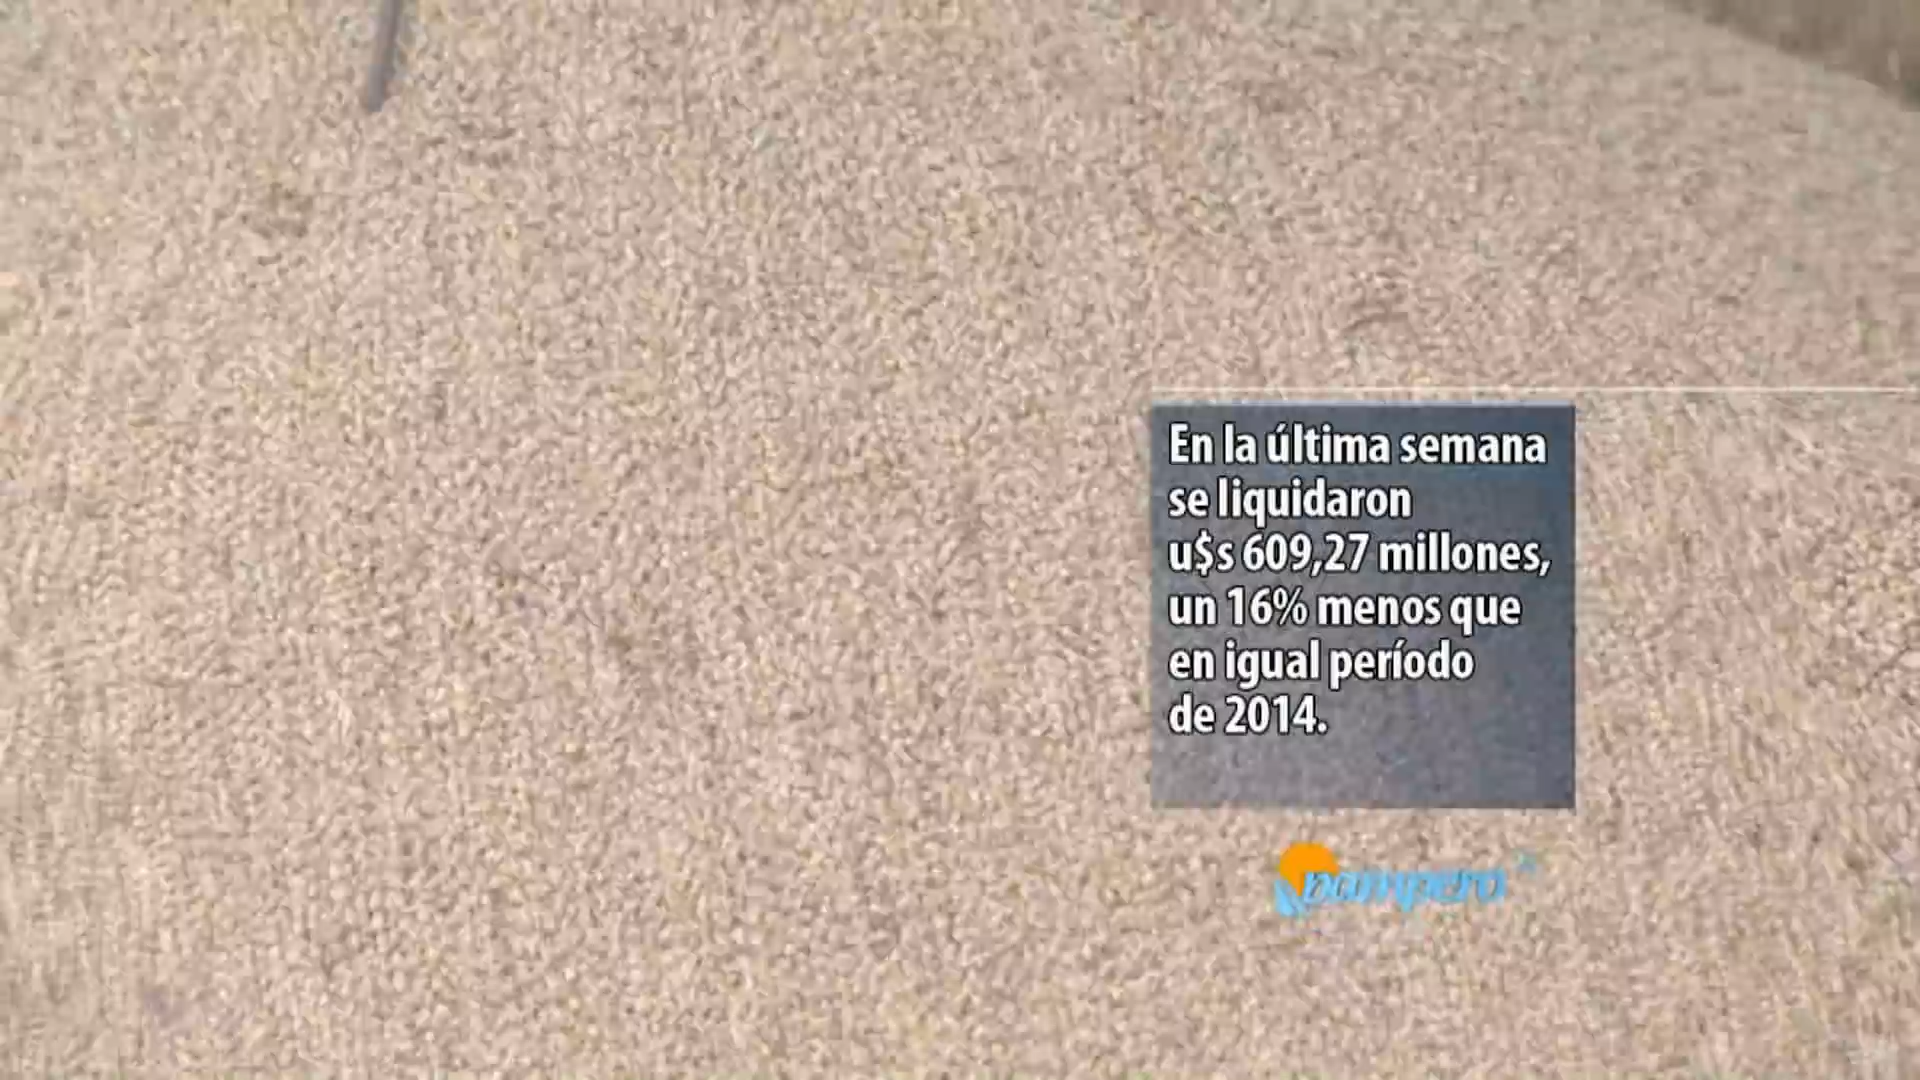 En la última semana
se liquidaron
u$s 609,27 millones,
un 16% menos que
en igual período
de 2014.
pampero